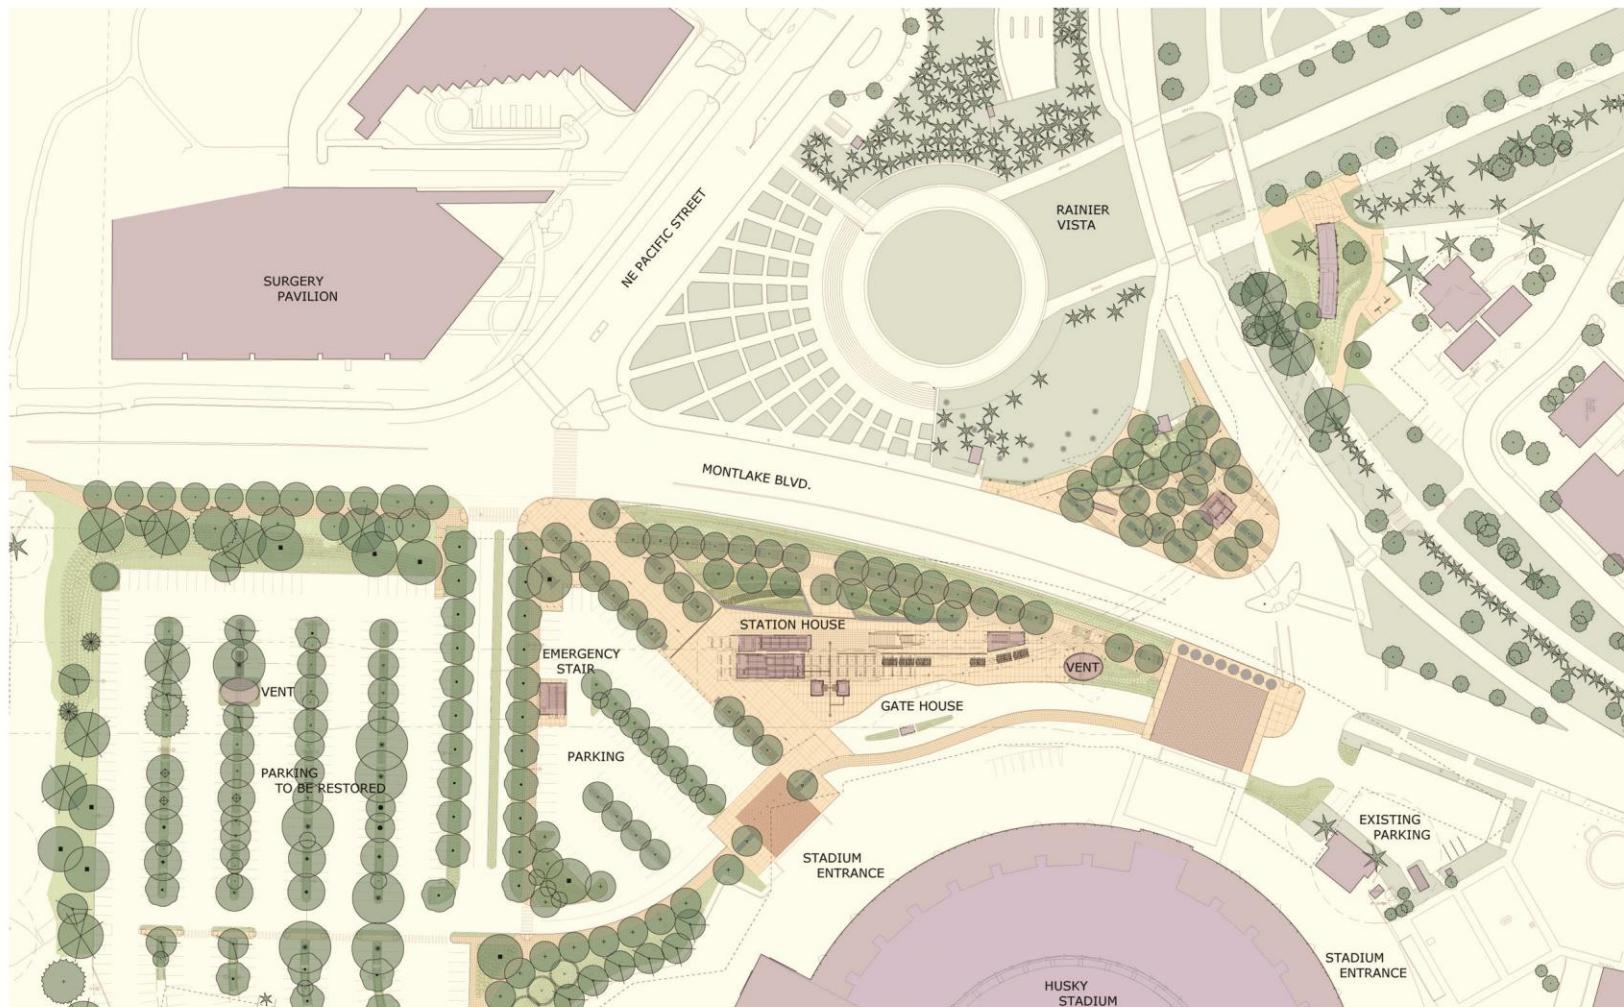 RAINIER
VISTA
NE PACIFIC STREET
SURGERY
PAVILION
MONTLAKE BLVD.
STATION HOUSE
EMERGENCY
STAIR
VENT
VENT
GATE HOUSE
PARKING
PARKING
TO BE RESTORED
EXISTING
PARKING
STADIUM
ENTRANCE
STADIUM
ENTRANCE
HUSKY
STADIUM